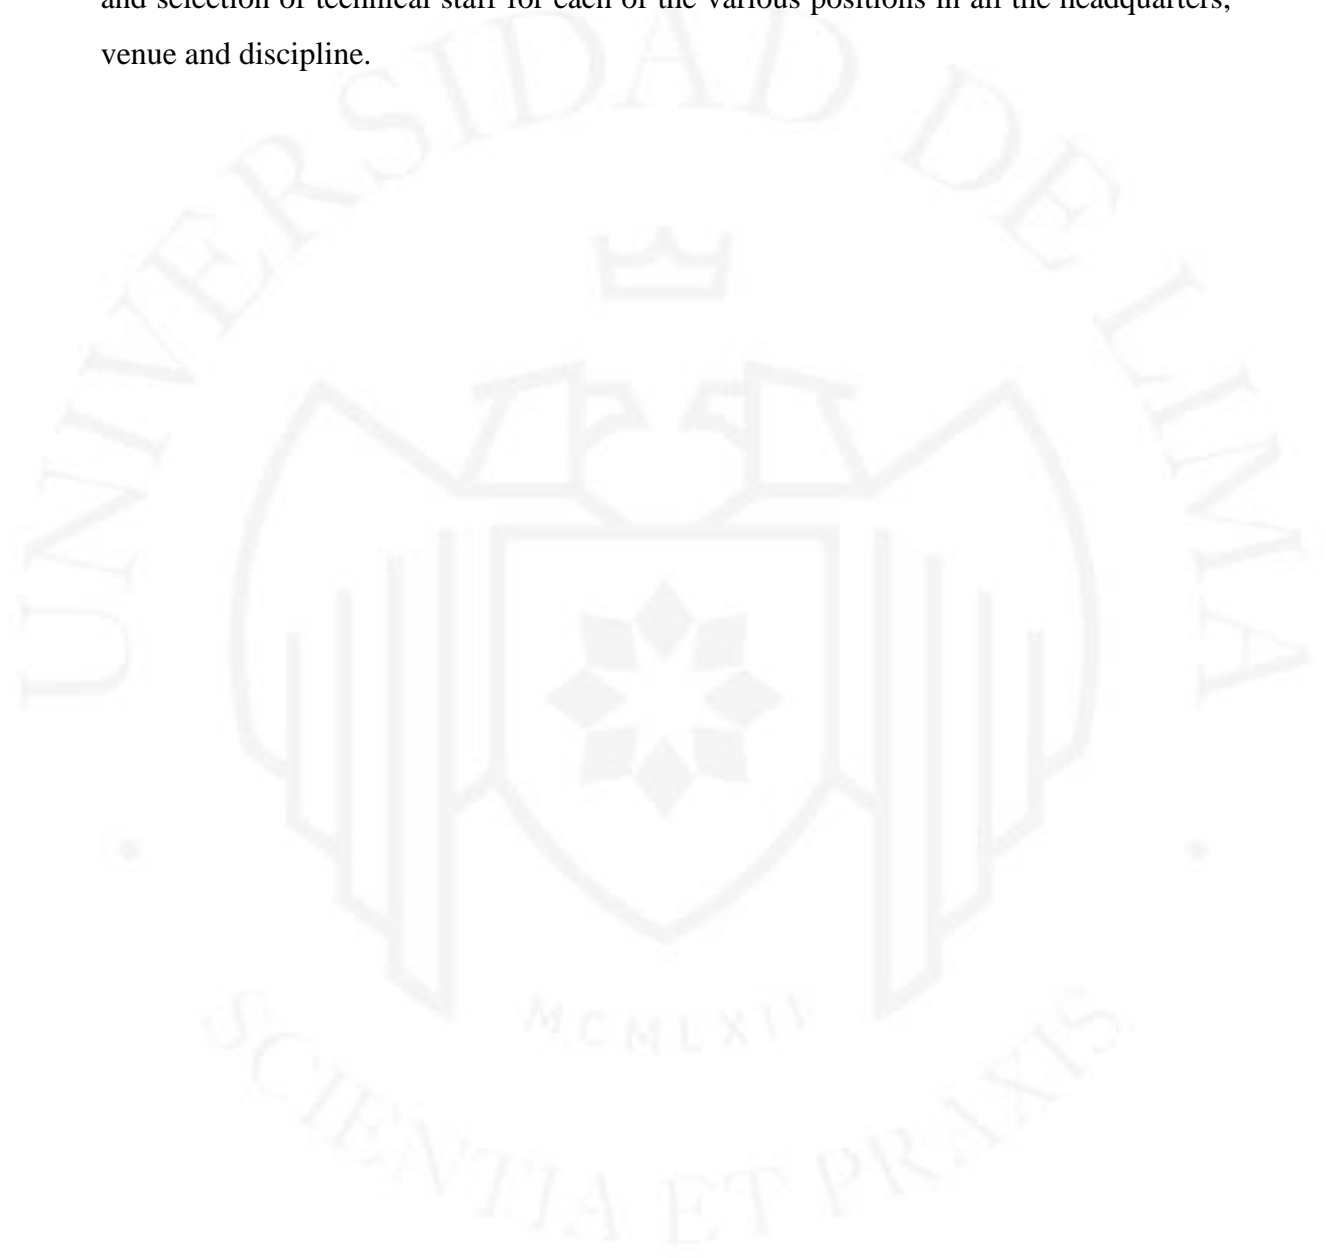 and selection of technical staff for each of the various positions in all the headquarters,
venue and discipline.
UNIVERSIDAD DE LIMA
MCMLXII
SCIENTIA ET PRAXIS